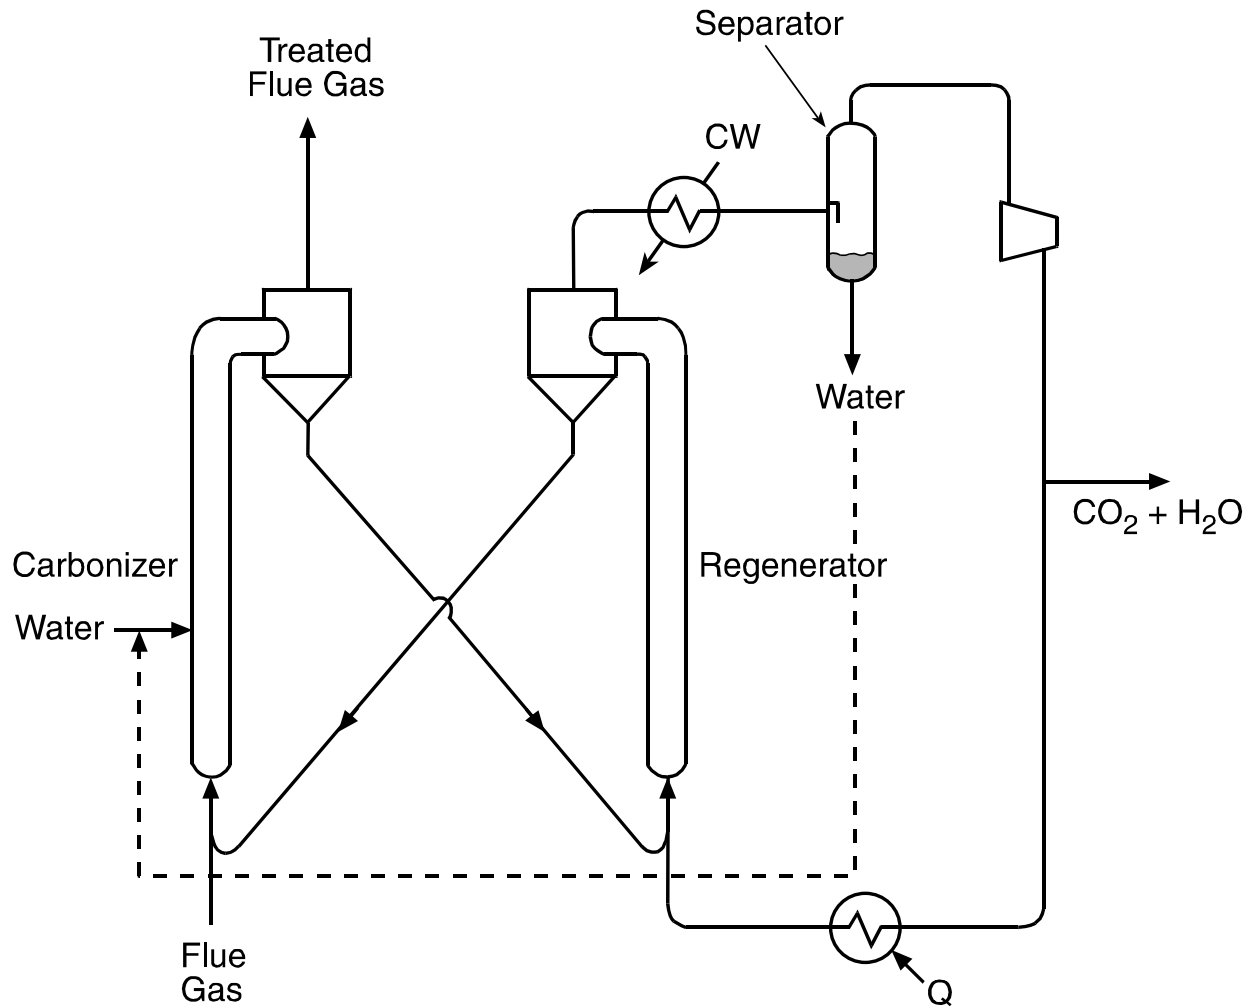 Separator
Treated
Flue Gas
CW
Water
CO₂ + H₂O
Carbonizer
Regenerator
Water
Flue
Gas
Q